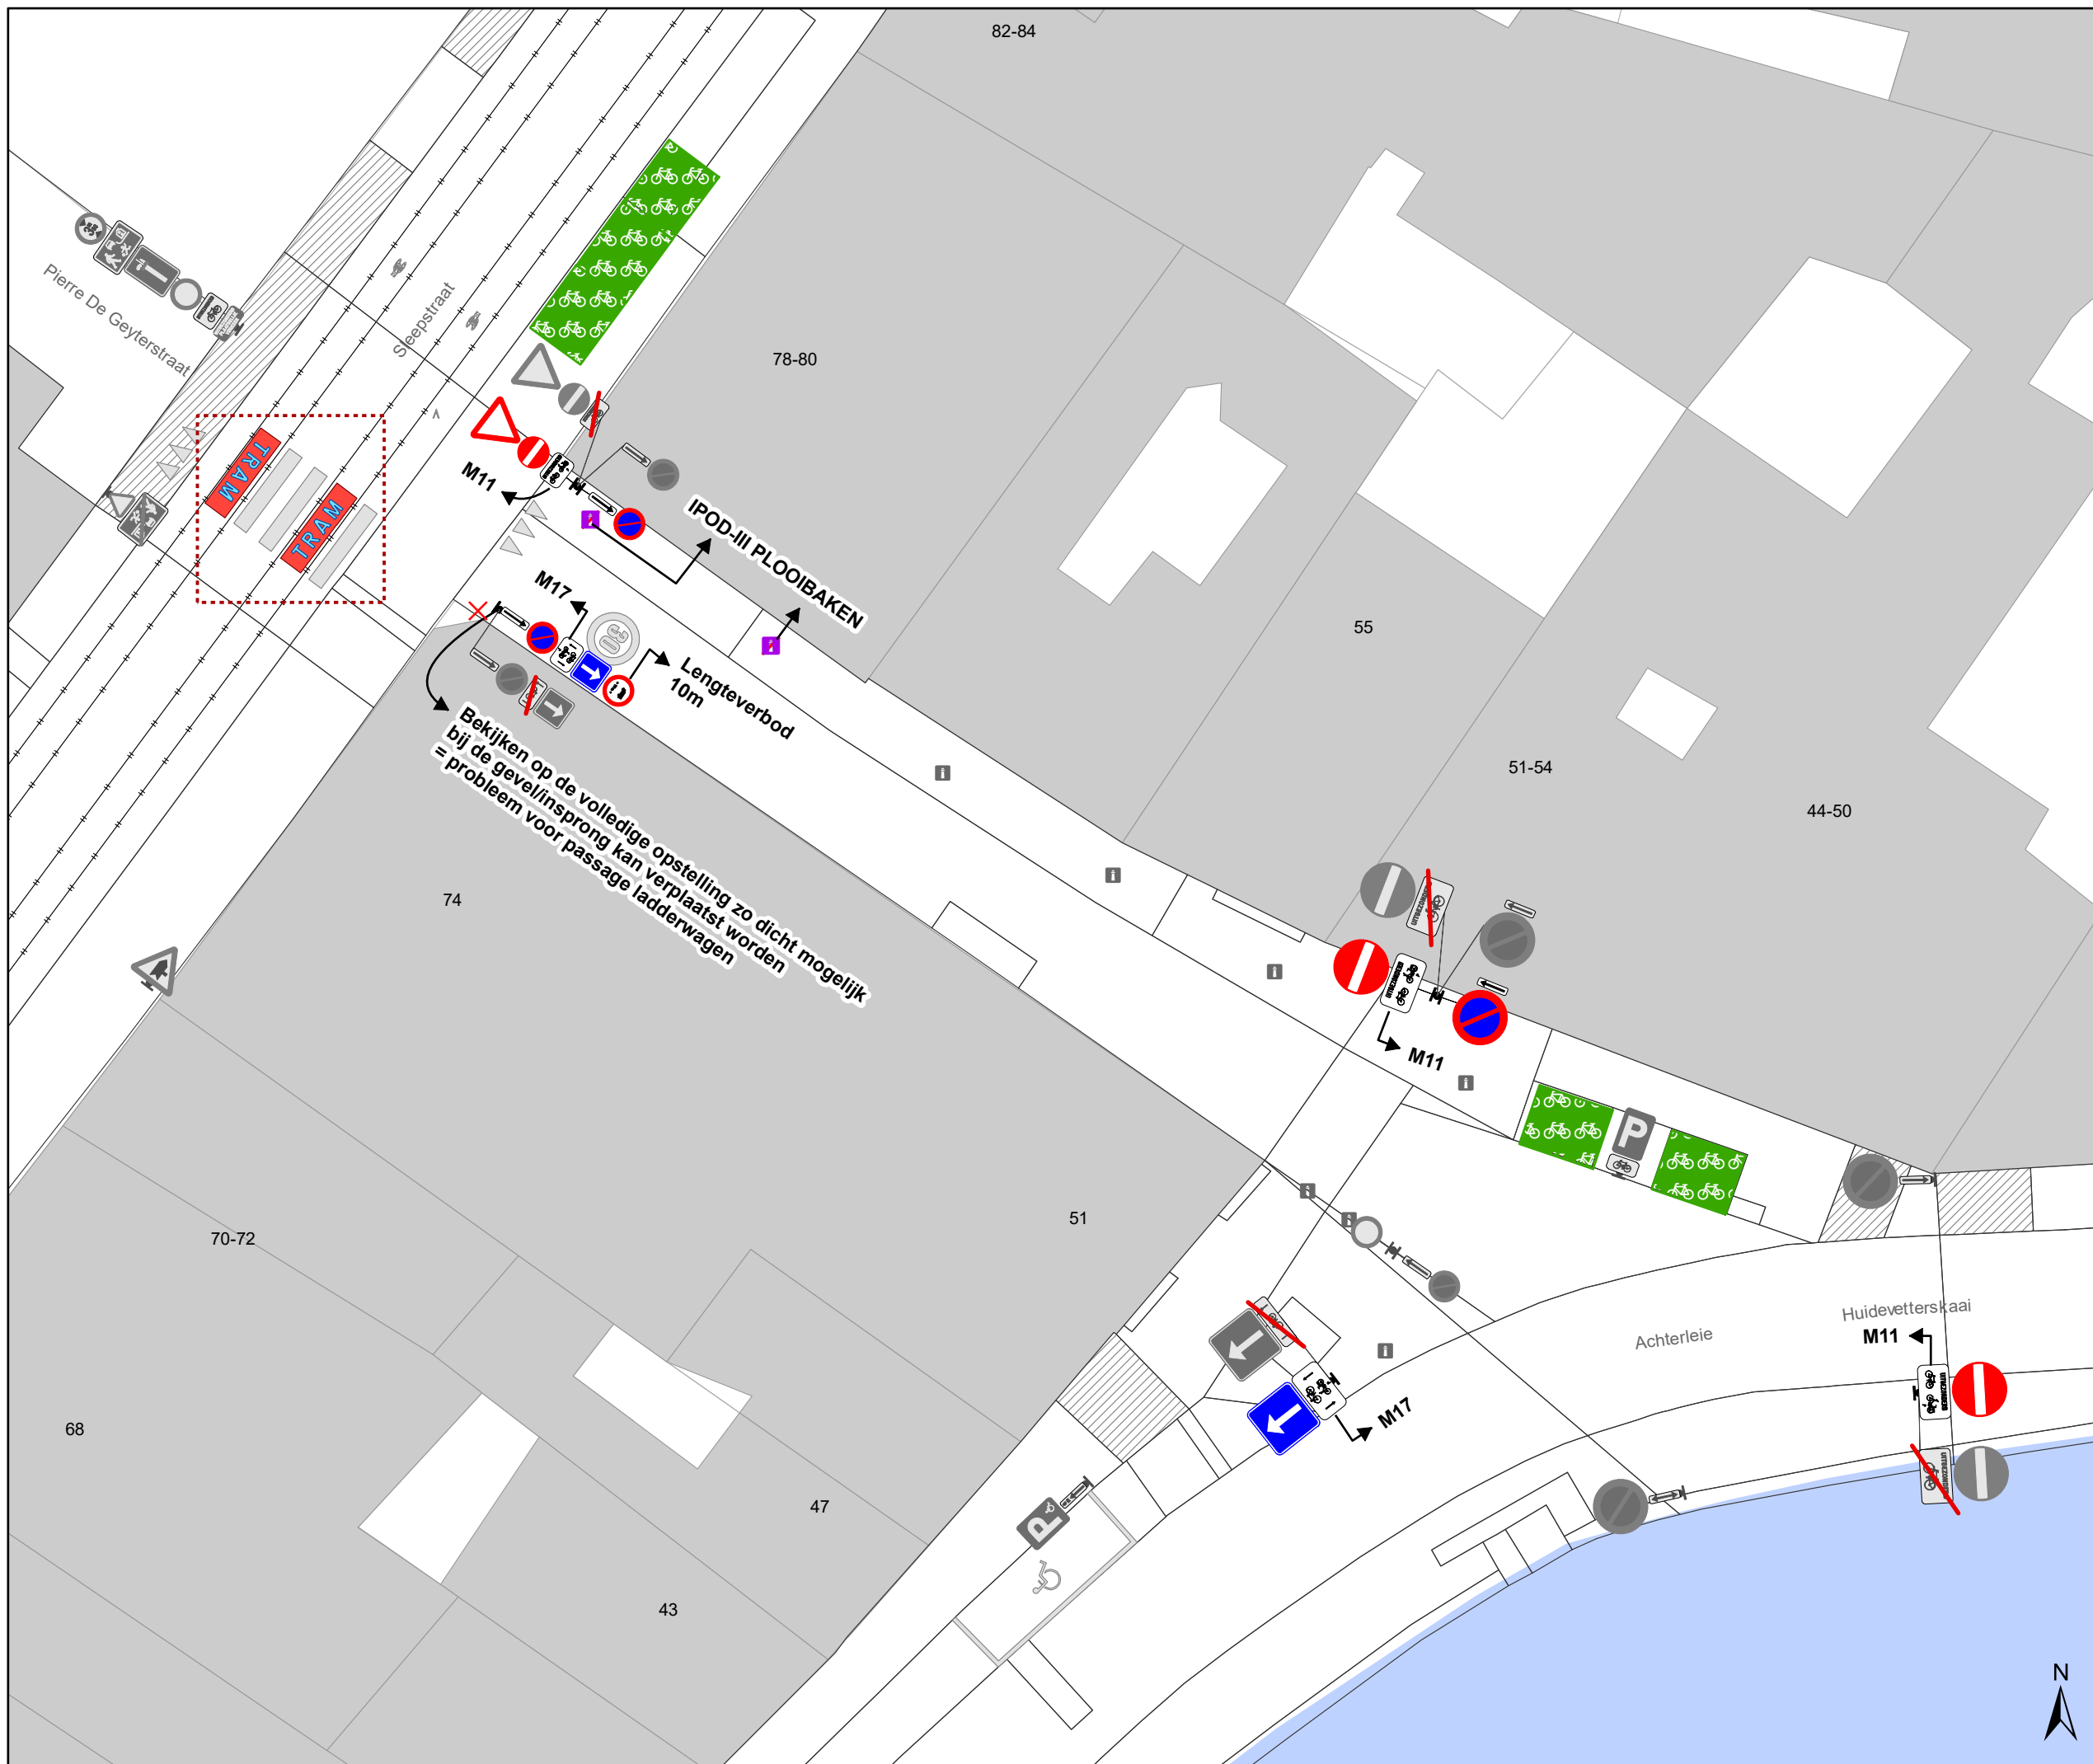 82-84
Pierre De Geyterstraat
Sleepstraat
78-80
TRAM
TRAM
M11
IPOD-III PLOOIBAKEN
M17
30
Lengteverbod
10m
55
51-54
44-50
Bekijken op de volledige opstelling zo dicht mogelijk
bij de gevel/insprong kan verplaatst worden
= probleem voor passage ladderwagen
74
M11
P
51
70-72
Huidevetterskaai
Achterleie
M11
M17
68
47
P
43
N